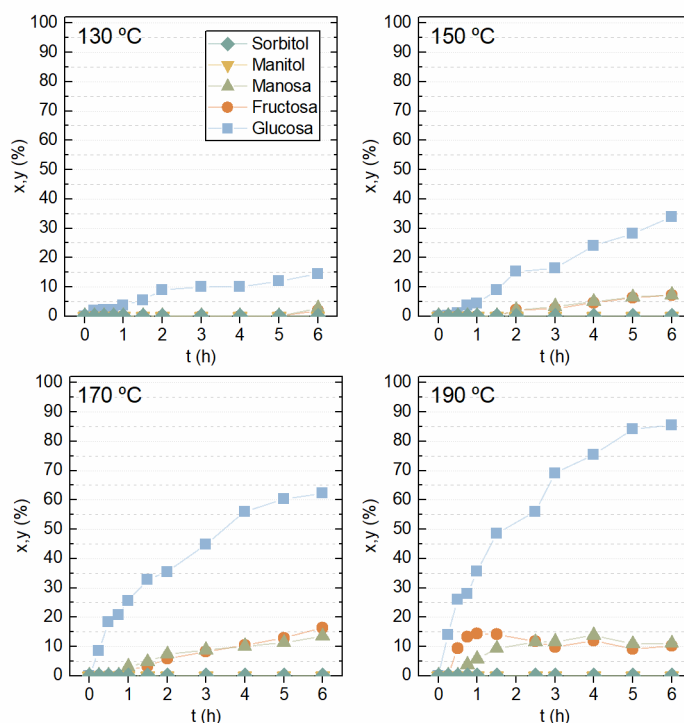 130 ºC
Sorbitol
Manitol
Manosa
Fructosa
Glucosa
100
90
80
70
60
50
40
30
20
10
0
x,y (%)
0 1 2 3 4 5 6
t (h)
150 ºC
100
90
80
70
60
50
40
30
20
10
0
x,y (%)
0 1 2 3 4 5 6
t (h)
170 ºC
100
90
80
70
60
50
40
30
20
10
0
x,y (%)
0 1 2 3 4 5 6
t (h)
190 ºC
100
90
80
70
60
50
40
30
20
10
0
x,y (%)
0 1 2 3 4 5 6
t (h)